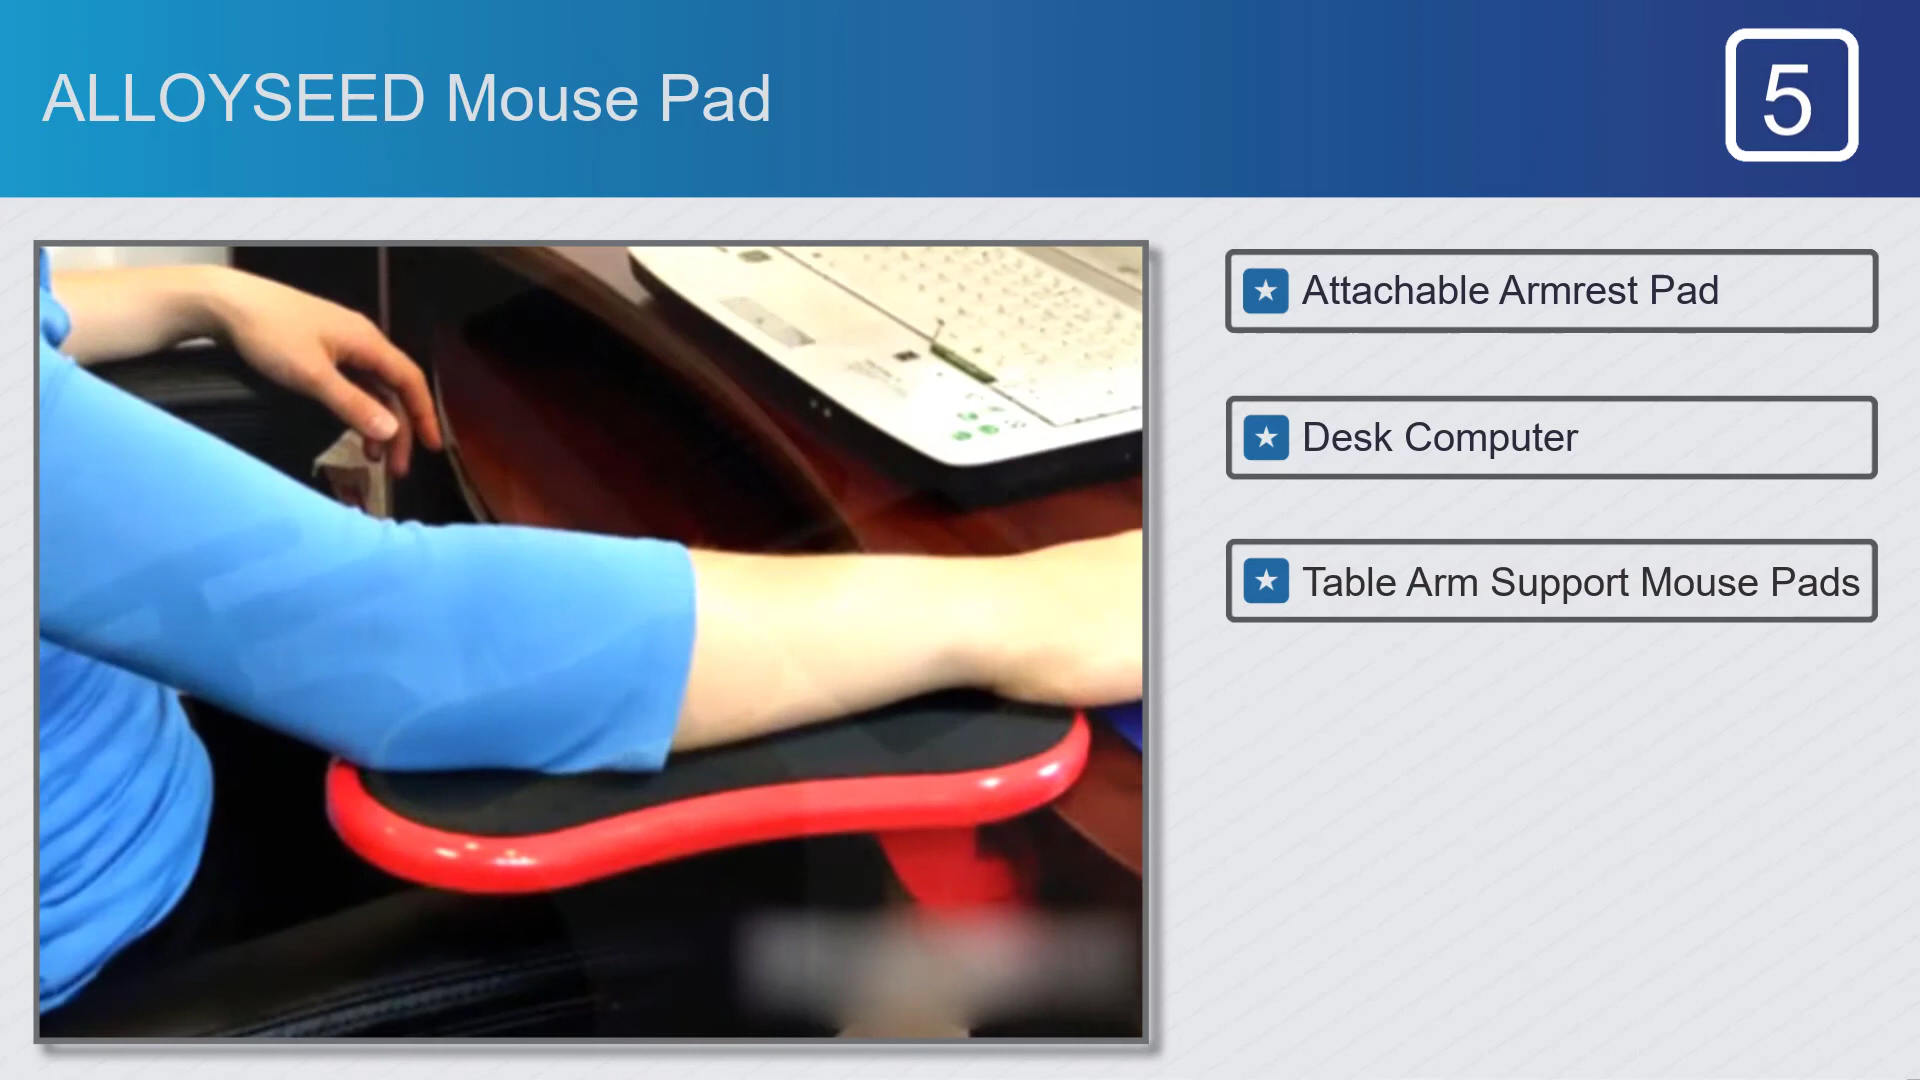 ALLOYSEED Mouse Pad
5
Attachable Armrest Pad
Desk Computer
Table Arm Support Mouse Pads